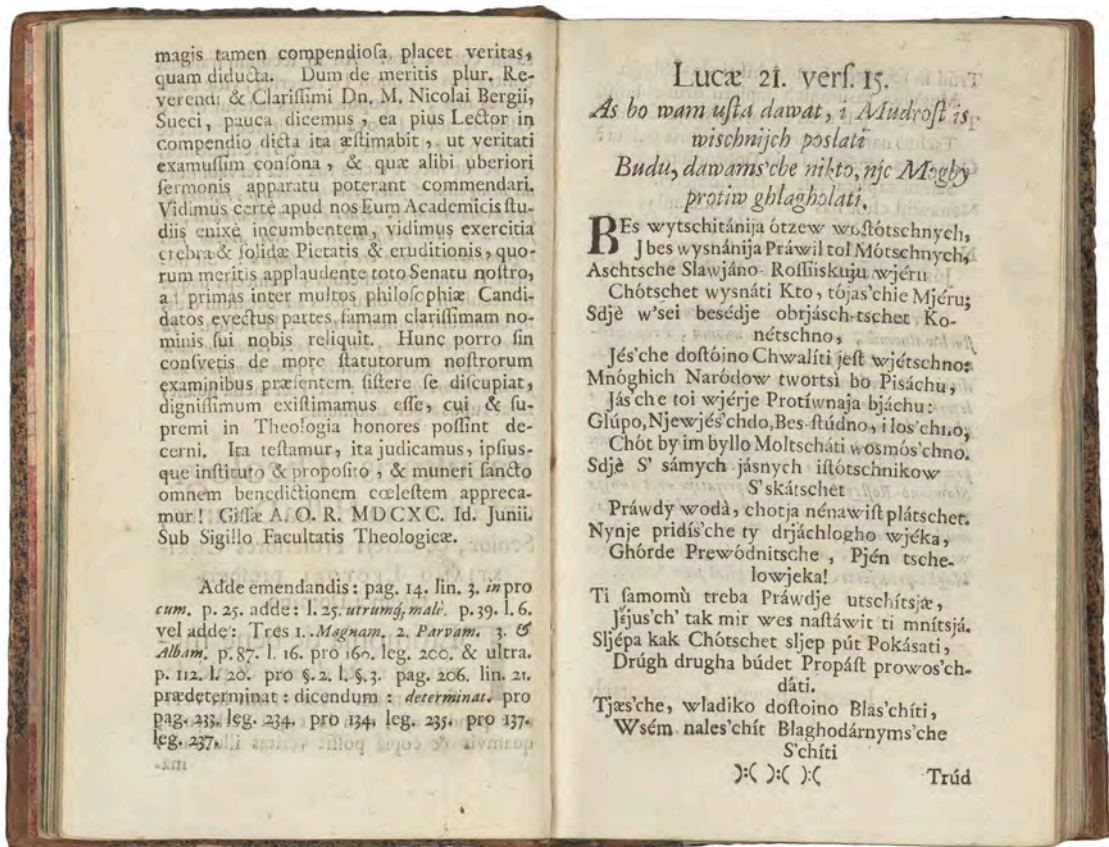 magis tamen compendioſa placet veritas,
quam diducta. Dum de meritis plur. Re-
verendi & Clariſſimi Dn. M. Nicolai Bergii,
Sueci, pauca dicemus, ea pius Lector in
compendio dicta ita æſtimabit, ut veritati
examuſſim conſona, & quæ alibi uberiori
ſermonis apparatu poterant commendari.
Vidimus certè apud nos Eum Academicis ſtu-
diis enixè incumbentem, vidimus exercitia
crebra & ſolidæ Pietatis & eruditionis, quo-
rum meritis applaudente toto Senatu noſtro,
ad primas inter multos philoſophiæ Candi-
datos evectus partes, famam clariſſimam no-
minis ſui nobis reliquit. Hunc porro ſin
conſvetis de more ſtatutorum noſtrorum
examinibus præſentem ſiſtere ſe diſcupiat,
digniſſimum exiſtimamus eſſe, cui & ſu-
premi in Theologia honores poſſint de-
cerni. Ita teſtamur, ita judicamus, ipſius-
que inſtituto & propoſito, & muneri ſancto
omnem benedictionem cœleſtem appreca-
mur! Giſſæ A. O. R. MDCXC. Id. Junii.
Sub Sigillo Facultatis Theologicæ.
Adde emendandis: pag. 14. lin. 3. in pro
cum. p. 25. adde: l. 25. utrumq; malè. p. 39. l. 6.
vel adde: Tres 1. Magnam. 2. Parvam. 3. &
Albam. p. 87. l. 16. pro 160. leg. 200. & ultra.
p. 112. l. 20. pro §. 2. l. §. 3. pag. 206. lin. 21.
prædeterminat: dicendum: determinat. pro
pag. 233. leg. 234. pro 134. leg. 235. pro 137.
leg. 237.
Lucæ 21. verſ. 15.
As bo wam uſta dawat, i Mudroſt is
wiſchnijch poslati
Budu, dawams'che nikto, njc Mogby
protiw ghlagholati.
BEs wytschitánija ótzew woſtótschnych,
J bes wysnánija Práwil tol Mótschnych,
Aschtsche Slawjáno-Roſſiiskuju wjéru
Chótschet wysnáti Kto, tójas'chie Mjéru;
Sdjè w'sei besédje obrjásch-tschet Ko-
nétschno,
Jés'che doſtóino Chwalíti jeſt wjétschno:
Mnóghich Naródow twortsi bo Pisáchu,
Jás'che toi wjérje Protíwnaja bjáchu:
Glúpo, Njewjés'chdo, Bes-ſtúdno, i los'chno,
Chót by im byllo Moltscháti wosmós'chno.
Sdjè S' sámych jásnych iſtótschnikow
S'skátschet
Práwdy wodà, chotja nénawiſt plátschet.
Nynje pridís'che ty drjáchlogho wjéka,
Ghórde Prewódnitsche, Pjén tsche-
lowjeka!
Ti ſamomù treba Práwdje utschítsjæ,
Jéjus'ch' tak mir wes naſtáwit ti mnítsjá.
Sljépa kak Chótschet sljep pút Pokásati,
Drúgh drugha búdet Propáſt prowos'ch-
dáti.
Tjæs'che, wladiko doſtoino Blas'chíti,
Wsém nales'chít Blaghodárnyms'che
S'chíti
):( ):( ):( Trúd